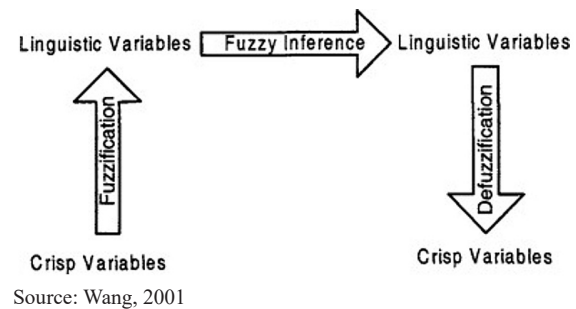 Linguistic Variables Fuzzy Inference Linguistic Variables
Fuzzification
Defuzzification
Crisp Variables
Crisp Variables
Source: Wang, 2001